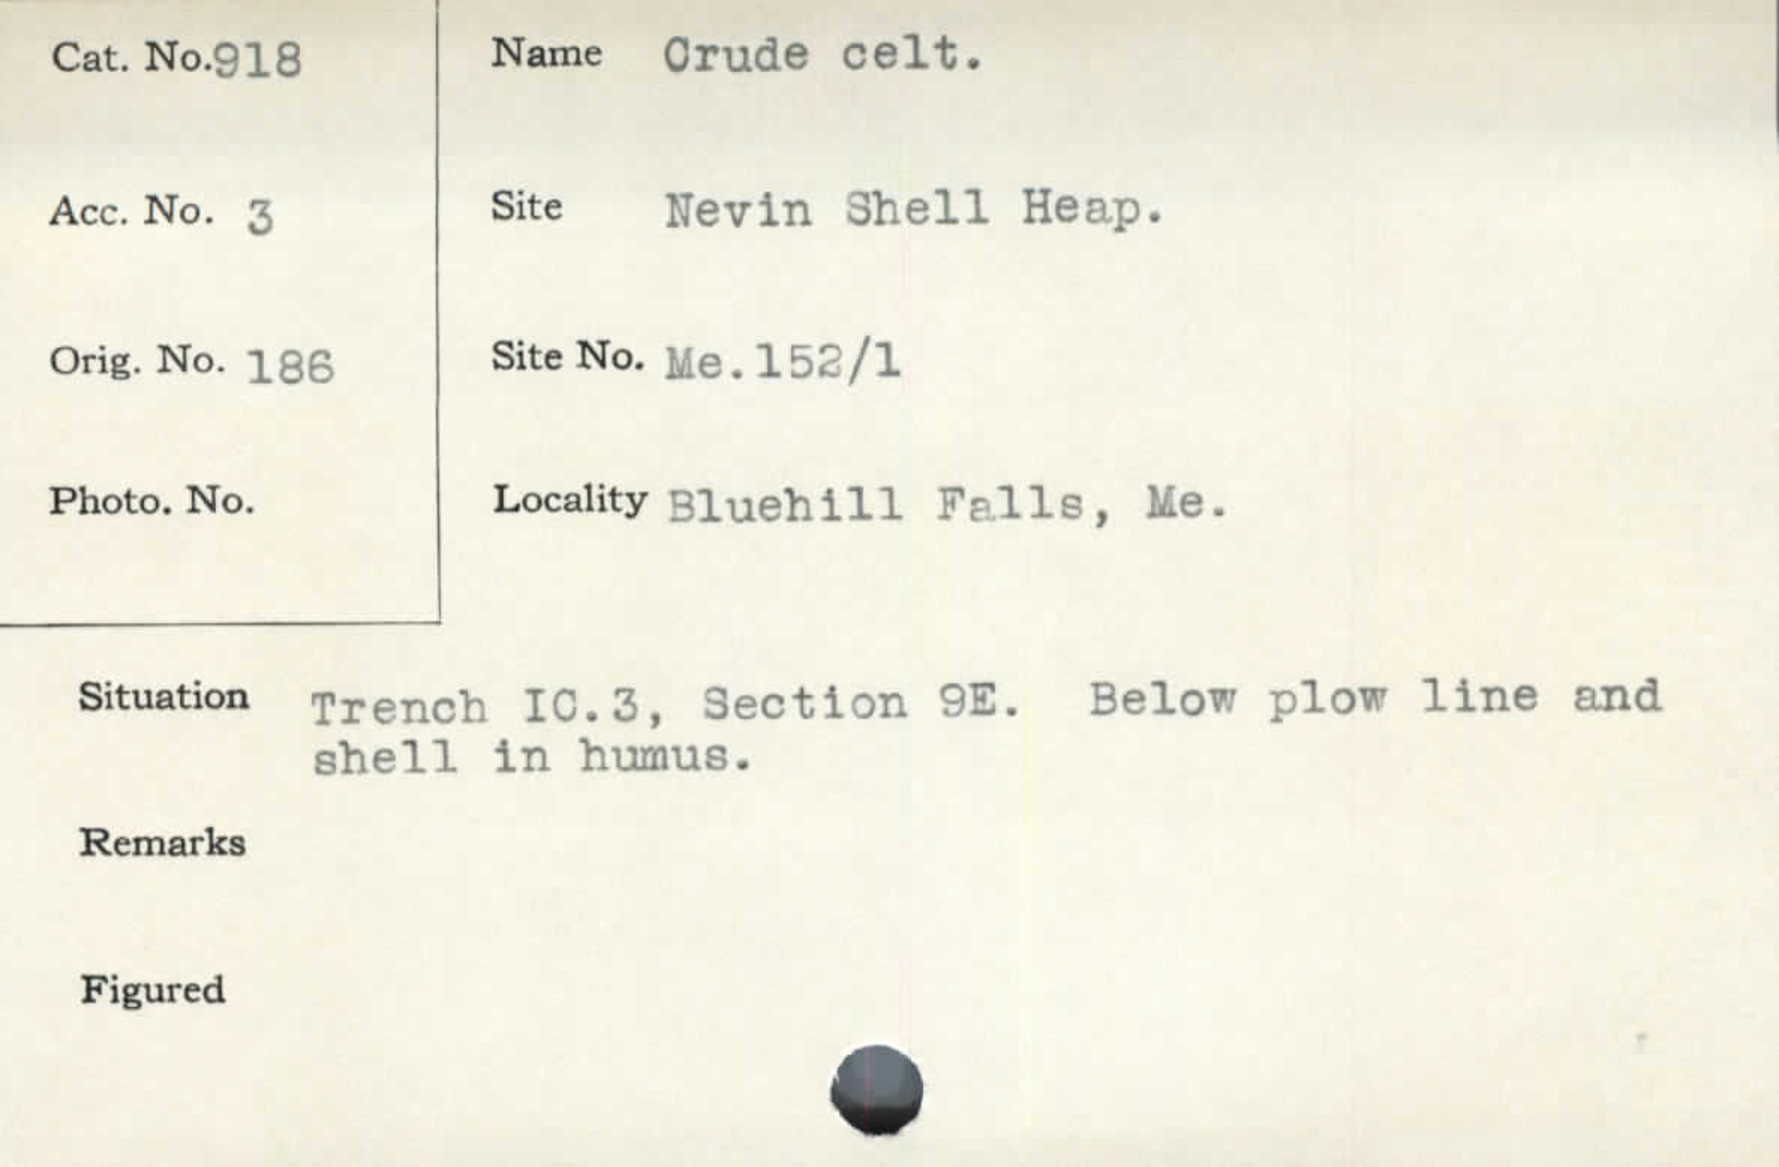 Cat. No. 918
Name Crude celt.
Acc. No. 3
Site Nevin Shell Heap.
Orig. No. 186
Site No. Me.152/1
Photo. No.
Locality Bluehill Falls, Me.
Situation Trench IC.3, Section 9E. Below plow line and
shell in humus.
Remarks
Figured